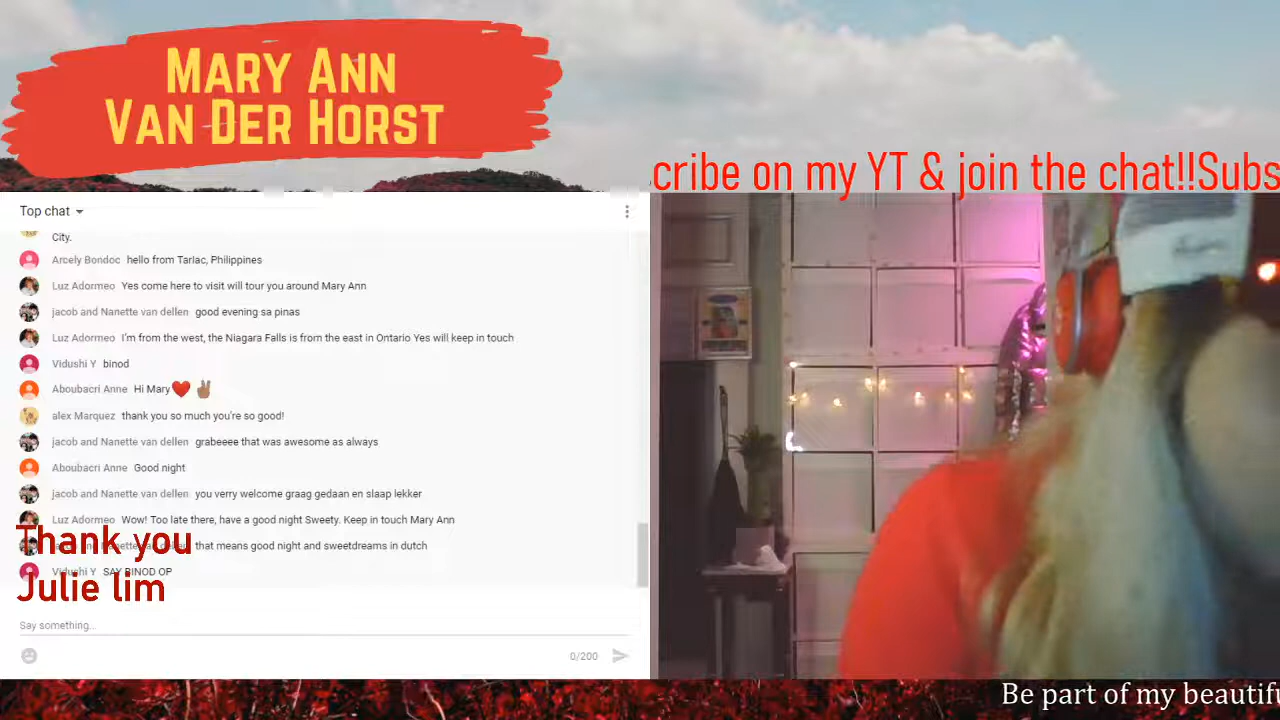 Mary Ann
Van Der Horst
cribe on my YT & join the chat!!Subs
Top chat
City.
Arcely Bondoc hello from Tarlac, Philippines
Luz Adormeo Yes come here to visit will tour you around Mary Ann
jacob and Nanette van dellen good evening sa pinas
Luz Adormeo I'm from the west, the Niagara Falls is from the east in Ontario Yes will keep in touch
Vidushi Y binod
Aboubacri Anne Hi Mary❤️✌🏾
alex Marquez thank you so much you're so good!
jacob and Nanette van dellen grabeeee that was awesome as always
Aboubacri Anne Good night
jacob and Nanette van dellen you verry welcome graag gedaan en slaap lekker
Luz Adormeo Wow! Too late there, have a good night Sweety. Keep in touch Mary Ann
that means good night and sweetdreams in dutch
Vidushi Y SAY BINOD OP
Thank you
Julie lim
Say something...
0/200
Be part of my beautif